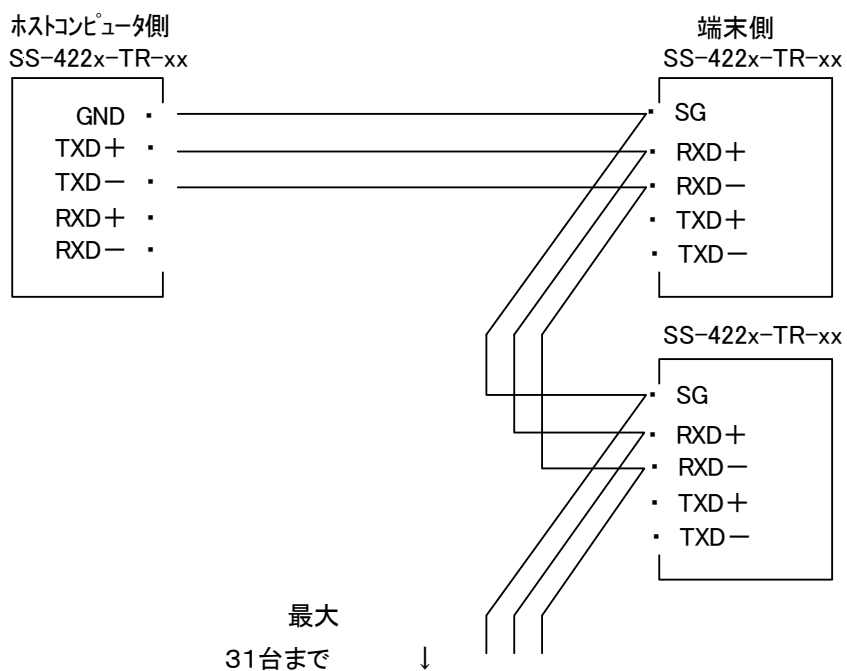 ホストコンピュータ側
SS-422x-TR-xx
GND
TXD＋
TXD－
RXD＋
RXD－
端末側
SS-422x-TR-xx
SG
RXD＋
RXD－
TXD＋
TXD－
SS-422x-TR-xx
SG
RXD＋
RXD－
TXD＋
TXD－
最大
31台まで ↓